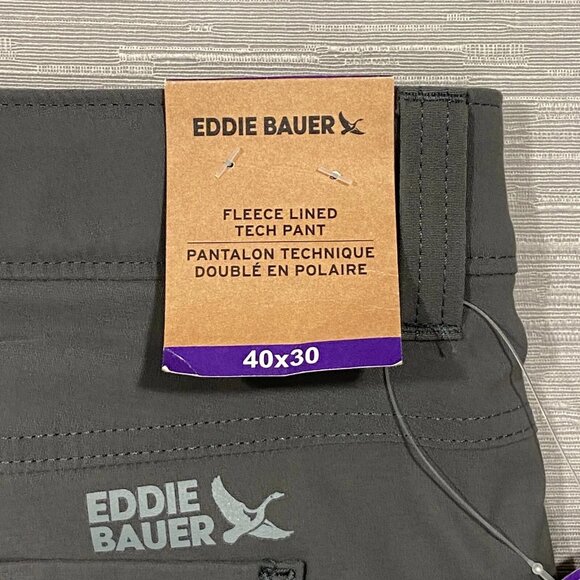 EDDIE BAUER
FLEECE LINED
TECH PANT
PANTALON TECHNIQUE
DOUBLÉ EN POLAIRE
40x30
EDDIE
BAUER